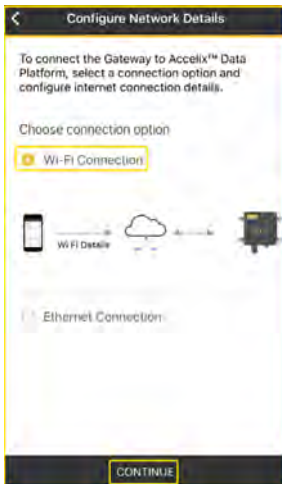 Configure Network Details
To connect the Gateway to Accelix™ Data
Platform, select a connection option and
configure internet connection details.
Choose connection option
Wi-Fi Connection
Wi Fi Details
Ethernet Connection
CONTINUE